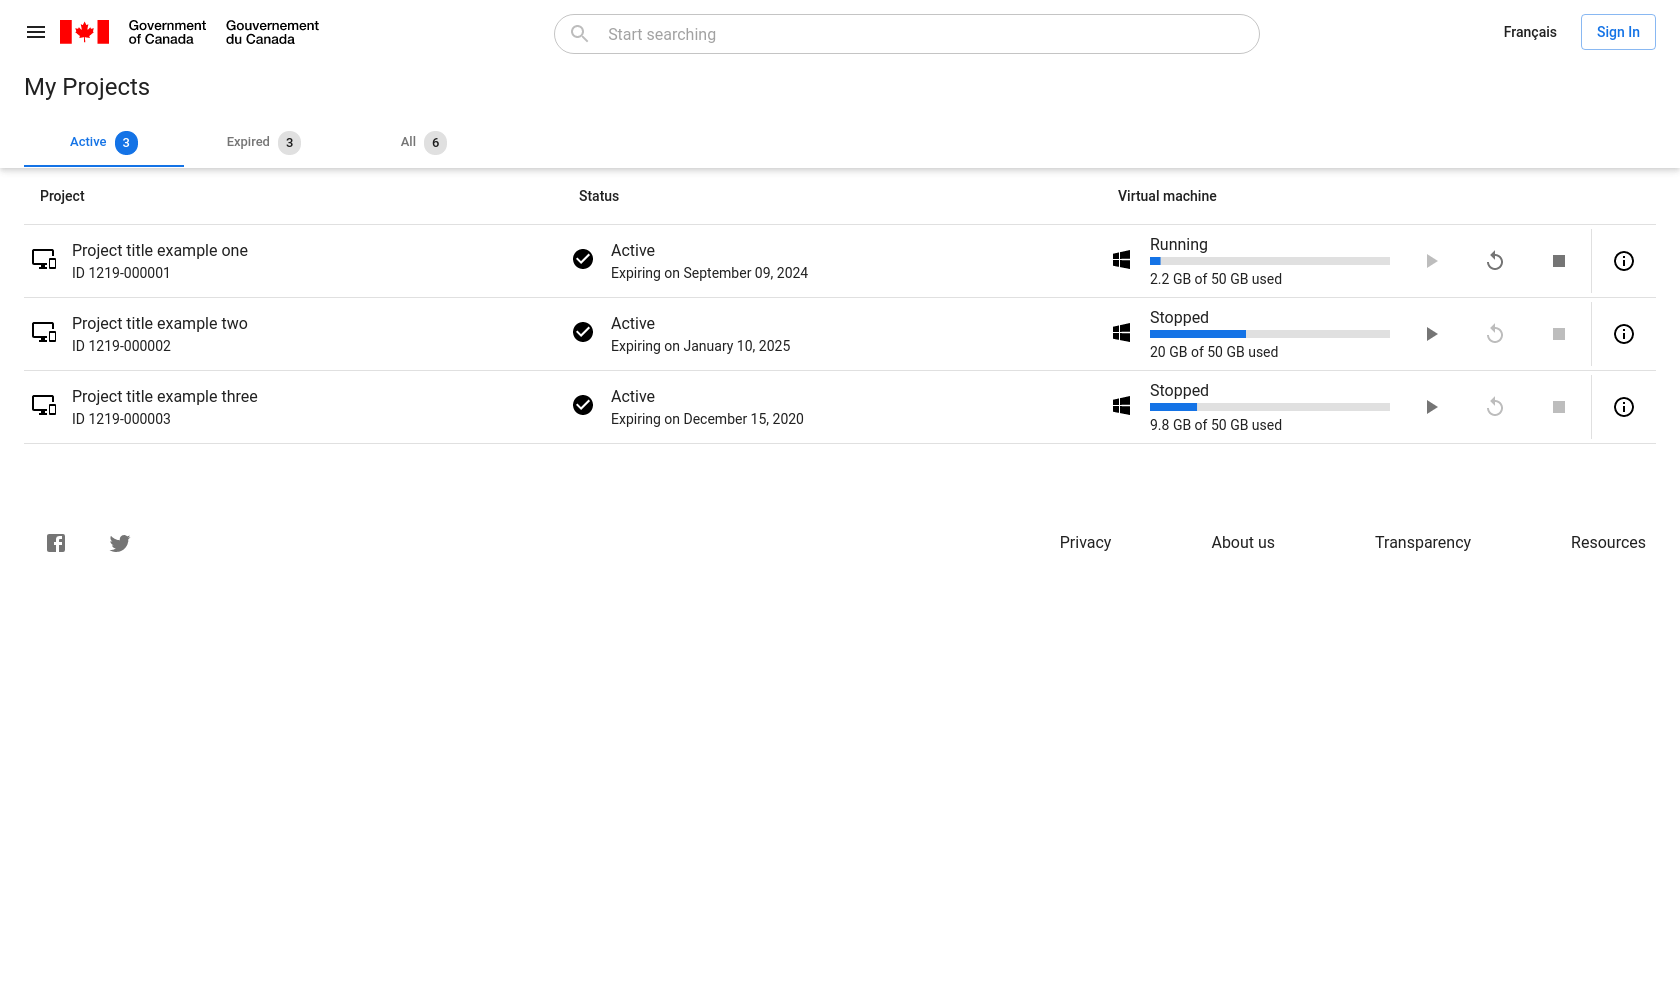 Government of Canada
Gouvernement du Canada
Start searching
Français
Sign In
My Projects
Active 3
Expired 3
All 6
Project
Status
Virtual machine
Project title example one
ID 1219-000001
Active
Expiring on September 09, 2024
Running
2.2 GB of 50 GB used
Project title example two
ID 1219-000002
Active
Expiring on January 10, 2025
Stopped
20 GB of 50 GB used
Project title example three
ID 1219-000003
Active
Expiring on December 15, 2020
Stopped
9.8 GB of 50 GB used
Privacy
About us
Transparency
Resources